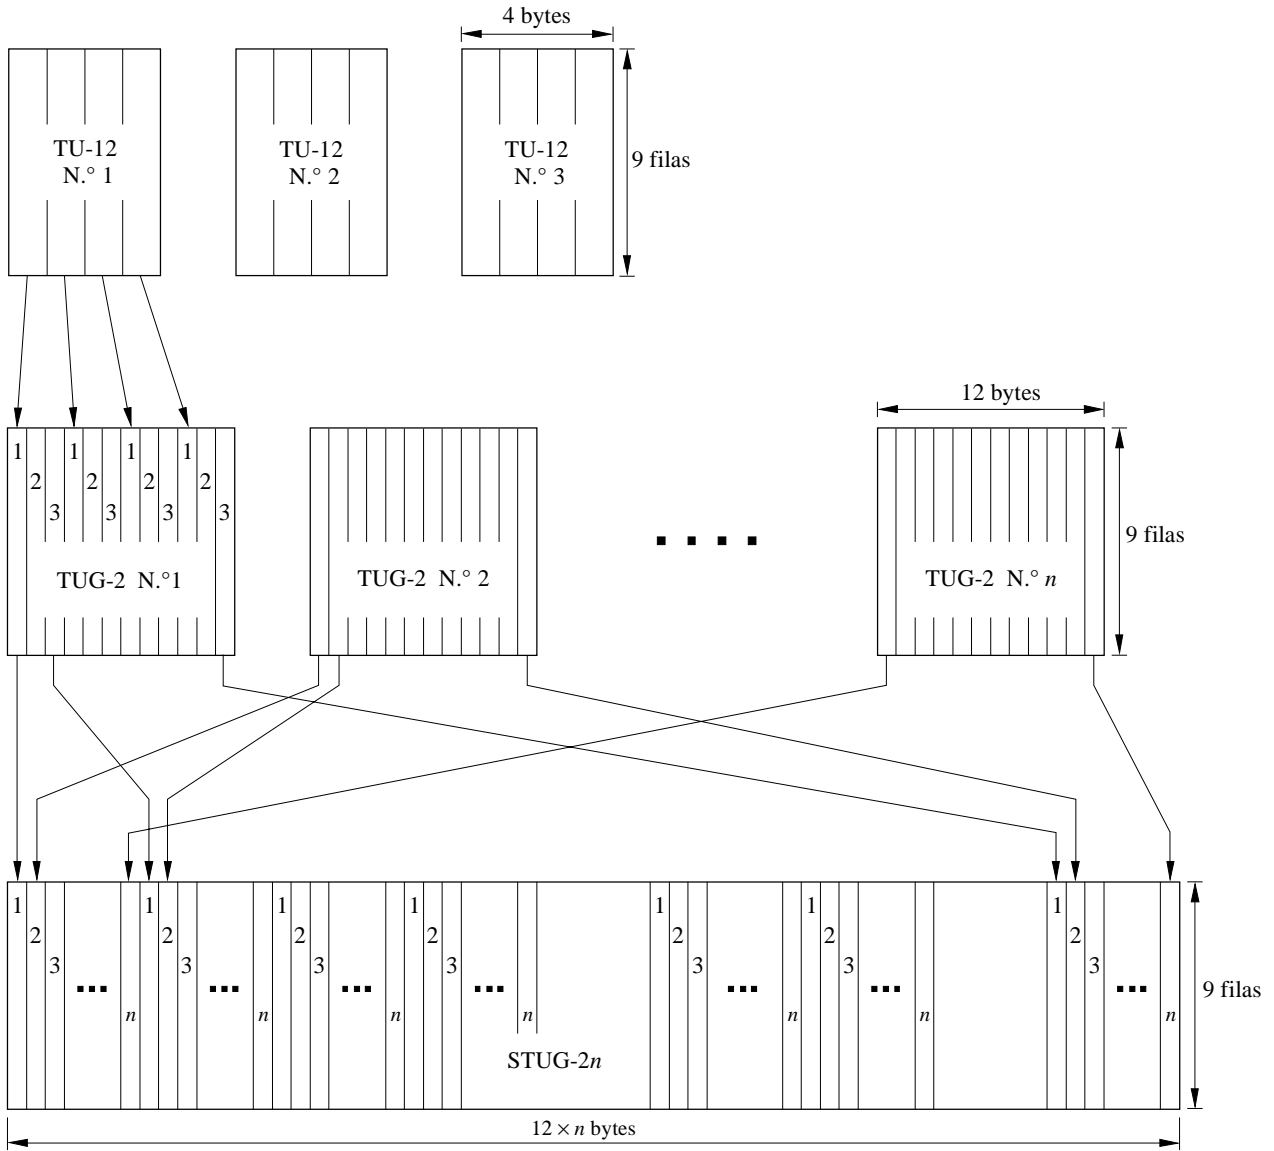 4 bytes
TU-12
N.° 1
TU-12
N.° 2
TU-12
N.° 3
9 filas
12 bytes
1 1 1 1
2 2 2 2
3 3 3 3
TUG-2 N.°1
TUG-2 N.° 2
TUG-2 N.° n
9 filas
1 1 1 1 1 1 1
2 2 2 2 2 2 2
3 3 3 3 3 3 3
... ... ... ... ... ... ...
n n n n n n n
9 filas
STUG-2n
12 × n bytes